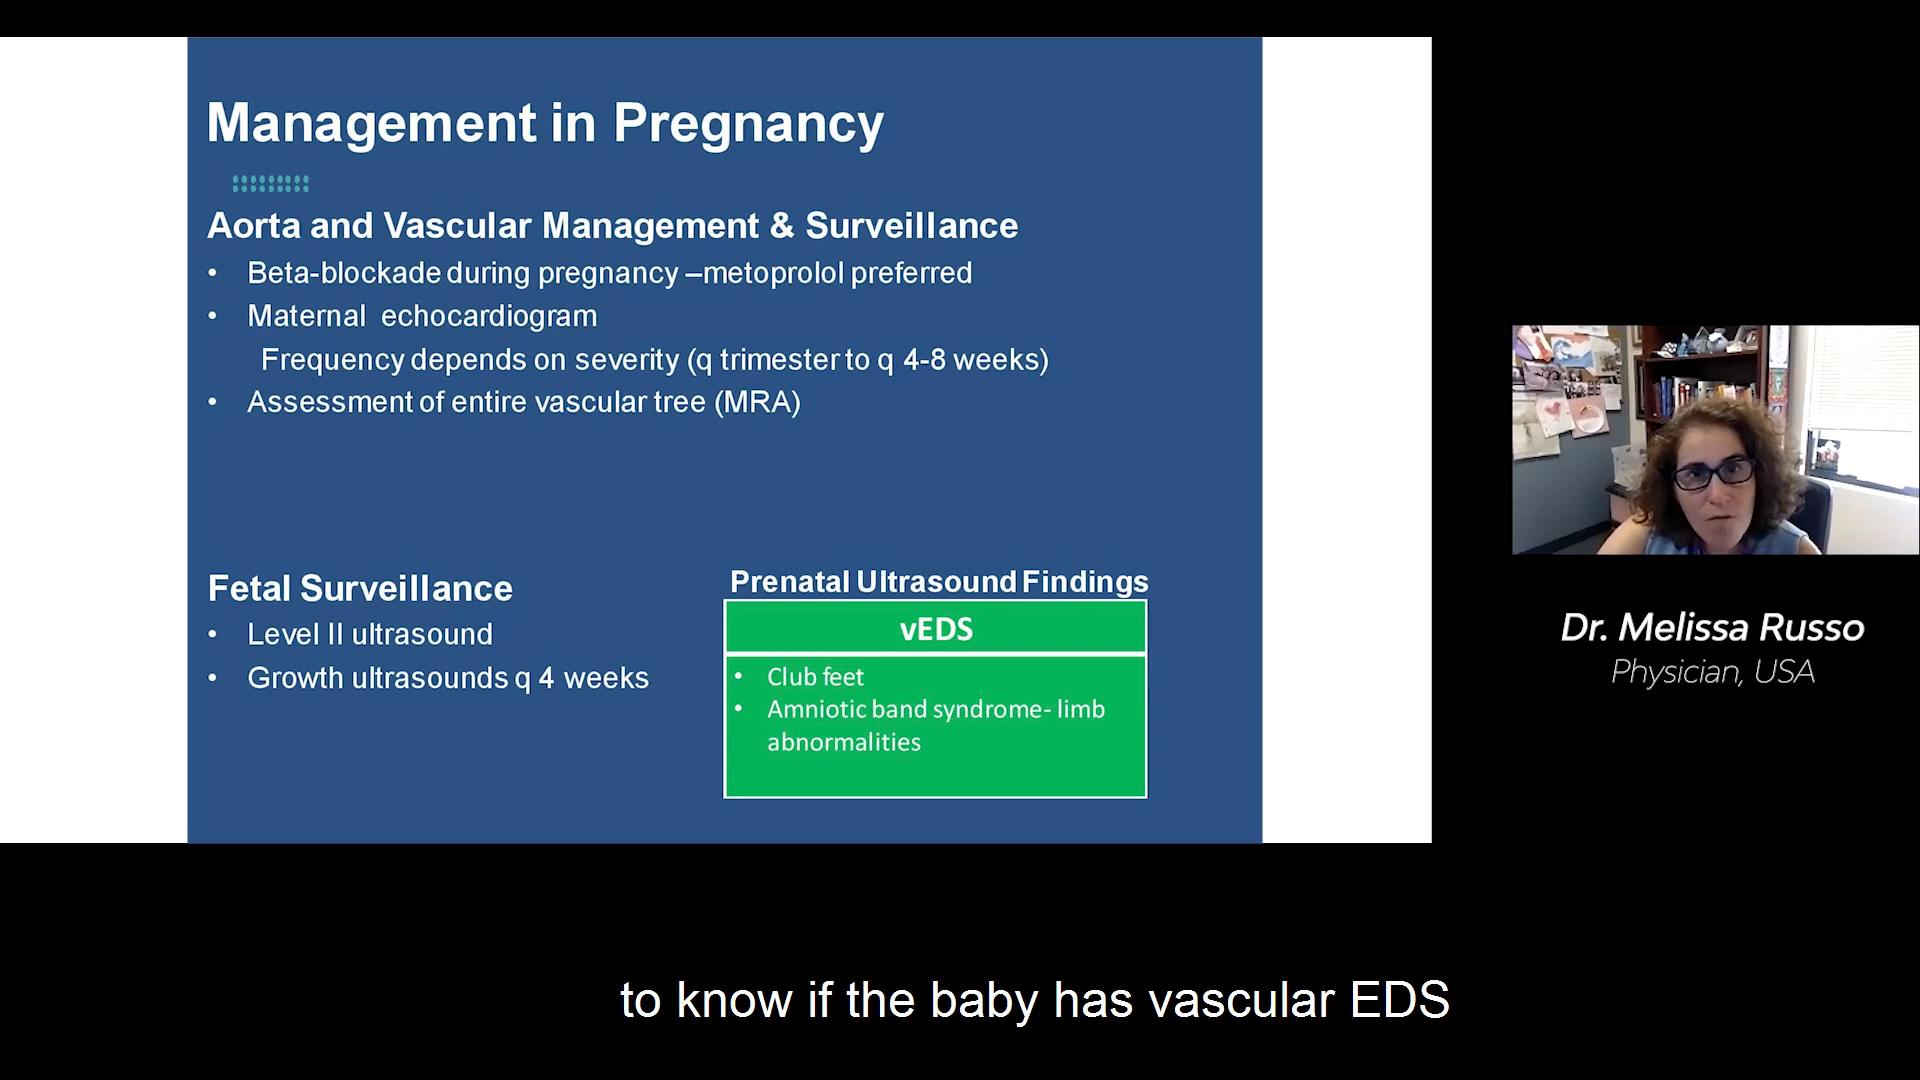 Management in Pregnancy
Aorta and Vascular Management & Surveillance
• Beta-blockade during pregnancy –metoprolol preferred
• Maternal echocardiogram
Frequency depends on severity (q trimester to q 4-8 weeks)
• Assessment of entire vascular tree (MRA)
Fetal Surveillance
• Level II ultrasound
• Growth ultrasounds q 4 weeks
Prenatal Ultrasound Findings
vEDS
• Club feet
• Amniotic band syndrome- limb
abnormalities
Dr. Melissa Russo
Physician, USA
to know if the baby has vascular EDS